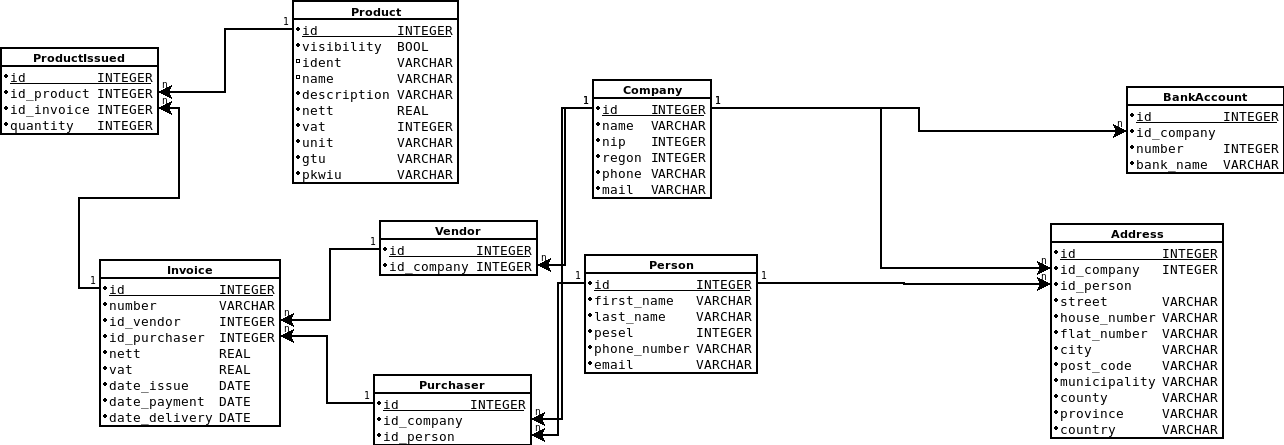 Product
id INTEGER
visibility BOOL
ident VARCHAR
name VARCHAR
description VARCHAR
nett REAL
vat INTEGER
unit VARCHAR
gtu VARCHAR
pkwiu VARCHAR
1
ProductIssued
id INTEGER
id_product INTEGER
id_invoice INTEGER
quantity INTEGER
n
n
Company
id INTEGER
name VARCHAR
nip INTEGER
regon INTEGER
phone VARCHAR
mail VARCHAR
1
1
BankAccount
id INTEGER
id_company
number INTEGER
bank_name VARCHAR
n
Vendor
id INTEGER
id_company INTEGER
1
n
Address
id INTEGER
id_company INTEGER
id_person
street VARCHAR
house_number VARCHAR
flat_number VARCHAR
city VARCHAR
post_code VARCHAR
municipality VARCHAR
county VARCHAR
province VARCHAR
country VARCHAR
n
n
Person
id INTEGER
first_name VARCHAR
last_name VARCHAR
pesel INTEGER
phone_number VARCHAR
email VARCHAR
1
1
Invoice
id INTEGER
number VARCHAR
id_vendor INTEGER
id_purchaser INTEGER
nett REAL
vat REAL
date_issue DATE
date_payment DATE
date_delivery DATE
1
n
n
Purchaser
id INTEGER
id_company
id_person
1
n
n